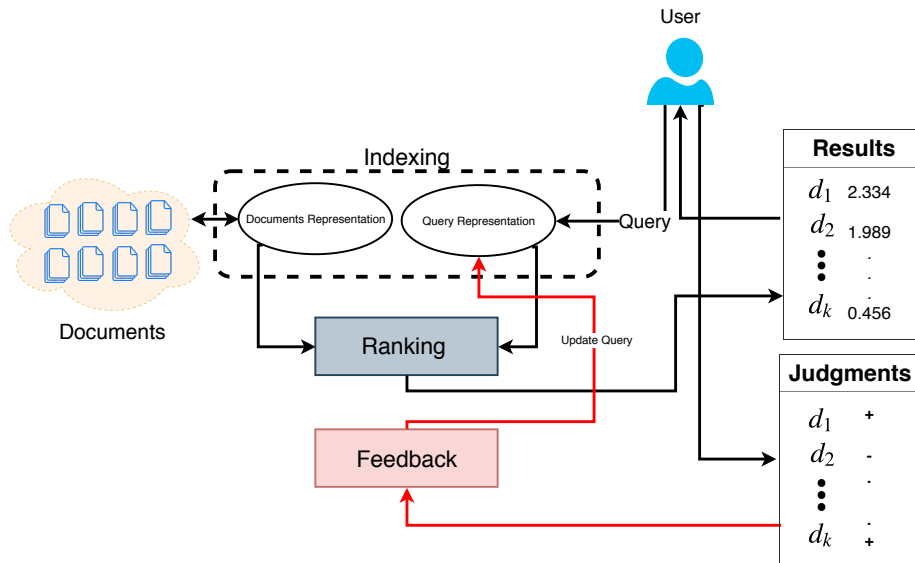 User
Indexing
Documents Representation
Query Representation
Query
Documents
Ranking
Update Query
Feedback
Results
d1 2.334
d2 1.989
.
.
.
dk 0.456
Judgments
d1 +
d2 -
.
.
dk +